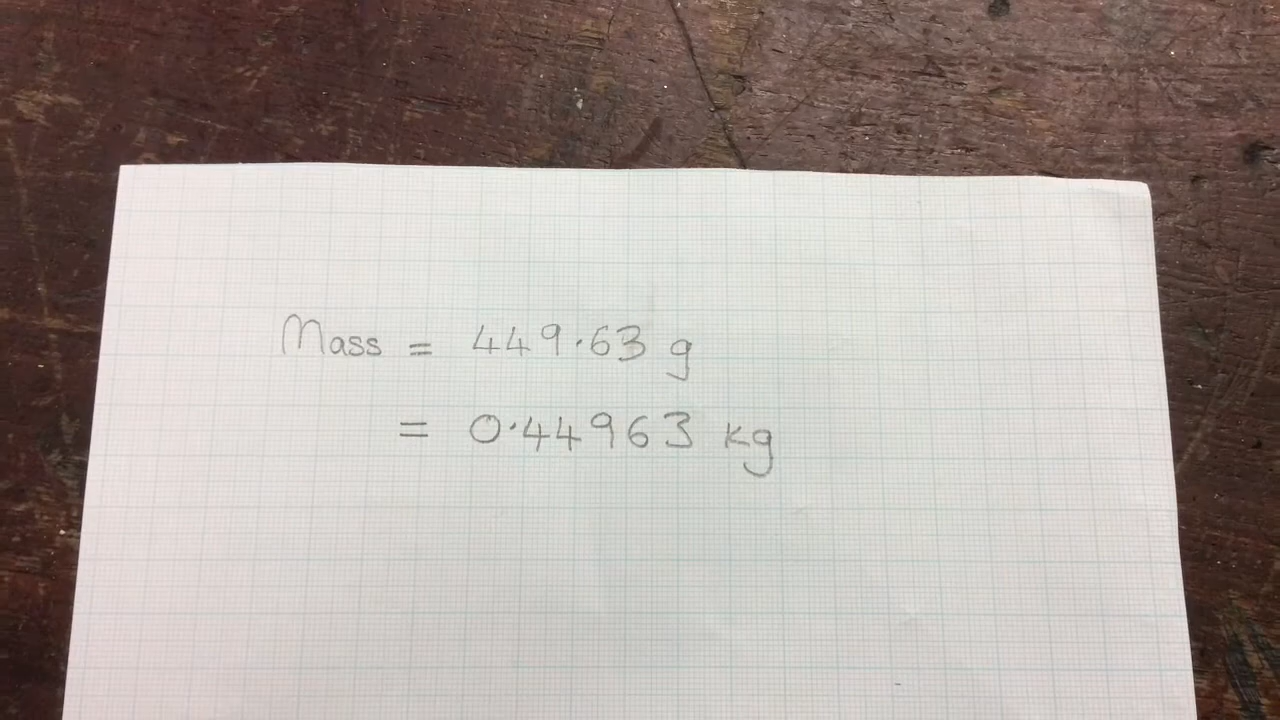 Mass = 449.63 g
= 0.44963 kg